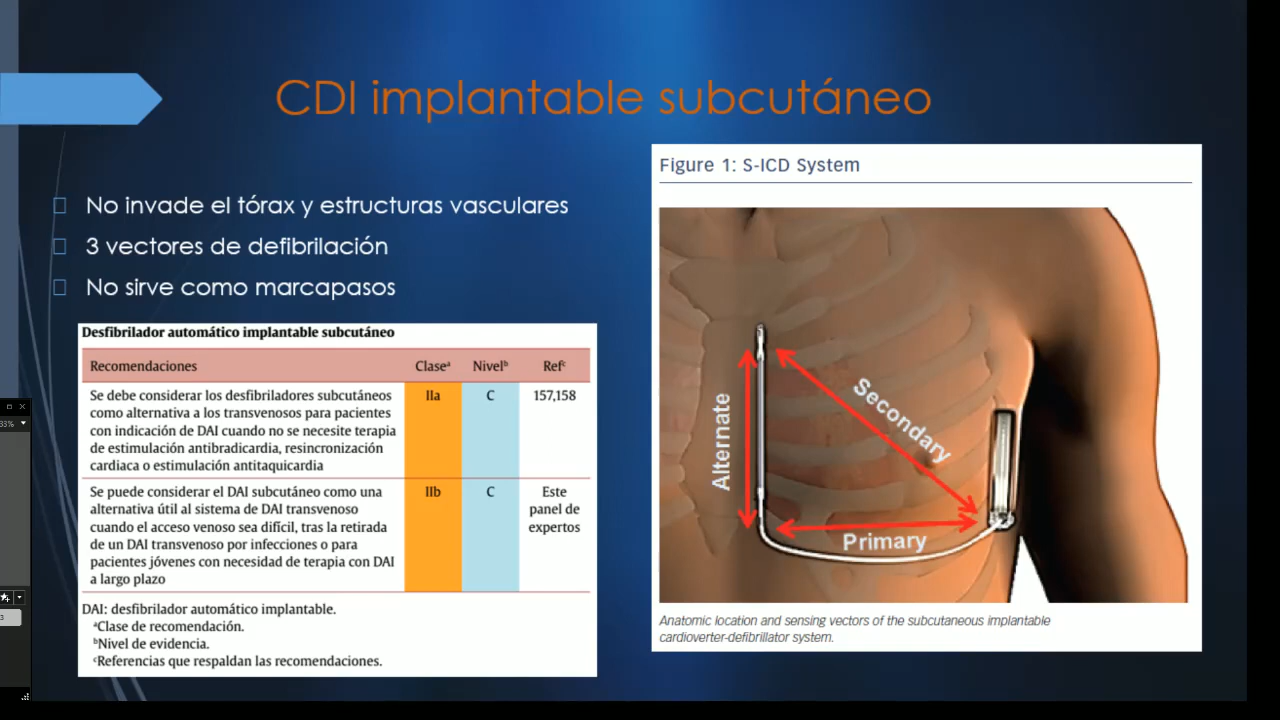 CDI implantable subcutáneo
No invade el tórax y estructuras vasculares
3 vectores de defibrilación
No sirve como marcapasos
Desfibrilador automático implantable subcutáneo
Recomendaciones Claseᵃ Nivelᵇ Refᶜ
Se debe considerar los desfibriladores subcutáneos
como alternativa a los transvenosos para pacientes
con indicación de DAI cuando no se necesite terapia
de estimulación antibradicardia, resincronización
cardiaca o estimulación antitaquicardia
IIa C 157,158
Se puede considerar el DAI subcutáneo como una
alternativa útil al sistema de DAI transvenoso
cuando el acceso venoso sea difícil, tras la retirada
de un DAI transvenoso por infecciones o para
pacientes jóvenes con necesidad de terapia con DAI
a largo plazo
IIb C Este
panel de
expertos
DAI: desfibrilador automático implantable.
ᵃClase de recomendación.
ᵇNivel de evidencia.
ᶜReferencias que respaldan las recomendaciones.
Figure 1: S-ICD System
Alternate
Secondary
Primary
Anatomic location and sensing vectors of the subcutaneous implantable
cardioverter-defibrillator system.
33%
3